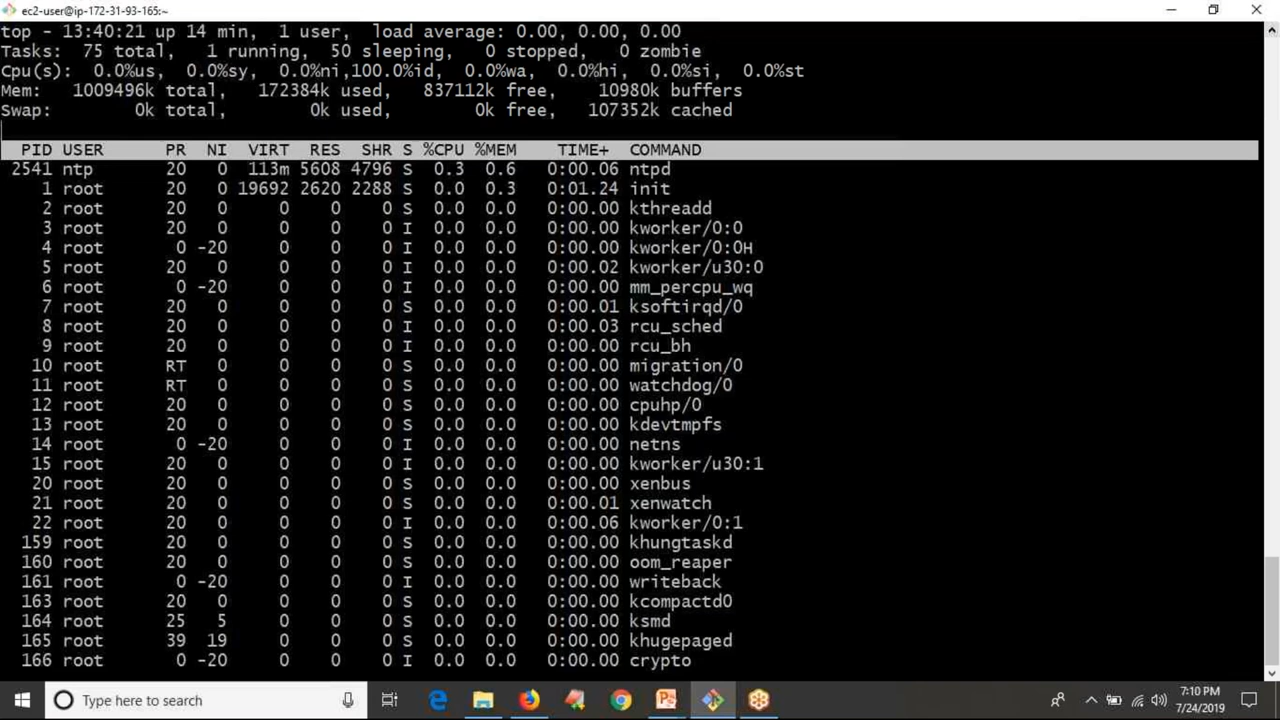 ec2-user@ip-172-31-93-165:~
top - 13:40:21 up 14 min,  1 user,  load average: 0.00, 0.00, 0.00
Tasks:  75 total,   1 running,  50 sleeping,   0 stopped,   0 zombie
Cpu(s):  0.0%us,  0.0%sy,  0.0%ni,100.0%id,  0.0%wa,  0.0%hi,  0.0%si,  0.0%st
Mem:   1009496k total,   172384k used,   837112k free,    10980k buffers
Swap:        0k total,        0k used,        0k free,   107352k cached
PID USER      PR  NI  VIRT  RES  SHR S %CPU %MEM    TIME+  COMMAND
2541 ntp       20   0  113m 5608 4796 S  0.3  0.6   0:00.06 ntpd
1 root      20   0 19692 2620 2288 S  0.0  0.3   0:01.24 init
2 root      20   0     0    0    0 S  0.0  0.0   0:00.00 kthreadd
3 root      20   0     0    0    0 I  0.0  0.0   0:00.00 kworker/0:0
4 root       0 -20     0    0    0 I  0.0  0.0   0:00.00 kworker/0:0H
5 root      20   0     0    0    0 I  0.0  0.0   0:00.02 kworker/u30:0
6 root       0 -20     0    0    0 I  0.0  0.0   0:00.00 mm_percpu_wq
7 root      20   0     0    0    0 S  0.0  0.0   0:00.01 ksoftirqd/0
8 root      20   0     0    0    0 I  0.0  0.0   0:00.03 rcu_sched
9 root      20   0     0    0    0 I  0.0  0.0   0:00.00 rcu_bh
10 root      RT   0     0    0    0 S  0.0  0.0   0:00.00 migration/0
11 root      RT   0     0    0    0 S  0.0  0.0   0:00.00 watchdog/0
12 root      20   0     0    0    0 S  0.0  0.0   0:00.00 cpuhp/0
13 root      20   0     0    0    0 S  0.0  0.0   0:00.00 kdevtmpfs
14 root       0 -20     0    0    0 I  0.0  0.0   0:00.00 netns
15 root      20   0     0    0    0 I  0.0  0.0   0:00.00 kworker/u30:1
20 root      20   0     0    0    0 S  0.0  0.0   0:00.00 xenbus
21 root      20   0     0    0    0 S  0.0  0.0   0:00.01 xenwatch
22 root      20   0     0    0    0 I  0.0  0.0   0:00.06 kworker/0:1
159 root      20   0     0    0    0 S  0.0  0.0   0:00.00 khungtaskd
160 root      20   0     0    0    0 S  0.0  0.0   0:00.00 oom_reaper
161 root       0 -20     0    0    0 I  0.0  0.0   0:00.00 writeback
163 root      20   0     0    0    0 S  0.0  0.0   0:00.00 kcompactd0
164 root      25   5     0    0    0 S  0.0  0.0   0:00.00 ksmd
165 root      39  19     0    0    0 S  0.0  0.0   0:00.00 khugepaged
166 root       0 -20     0    0    0 I  0.0  0.0   0:00.00 crypto
Type here to search
7:10 PM
7/24/2019